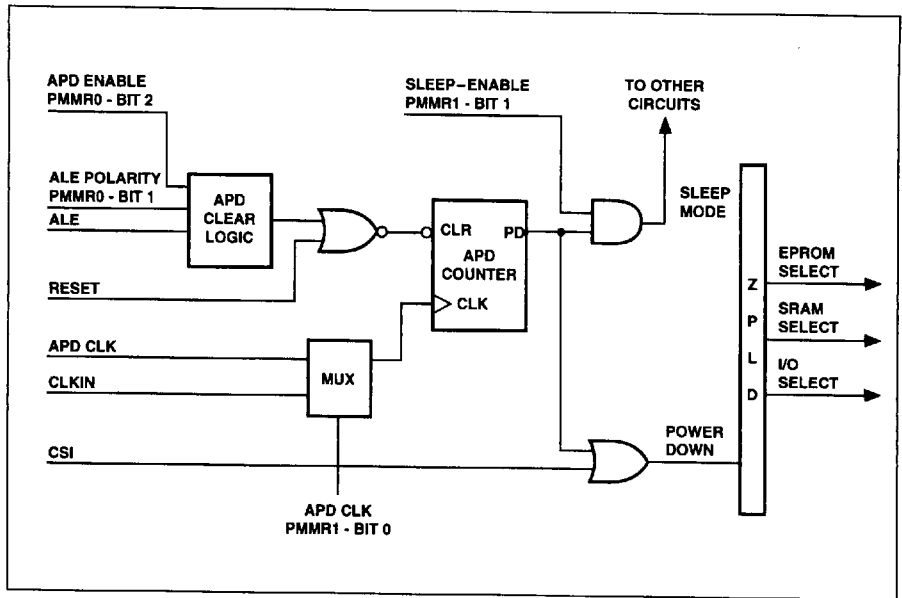 APD ENABLE
PMMR0 - BIT 2
SLEEP-ENABLE
PMMR1 - BIT 1
TO OTHER
CIRCUITS
ALE POLARITY
PMMR0 - BIT 1
ALE
APD
CLEAR
LOGIC
CLR
PD
APD
COUNTER
CLK
SLEEP
MODE
RESET
APD CLK
CLKIN
MUX
CSI
APD CLK
PMMR1 - BIT 0
POWER
DOWN
Z
P
L
D
EPROM
SELECT
SRAM
SELECT
I/O
SELECT